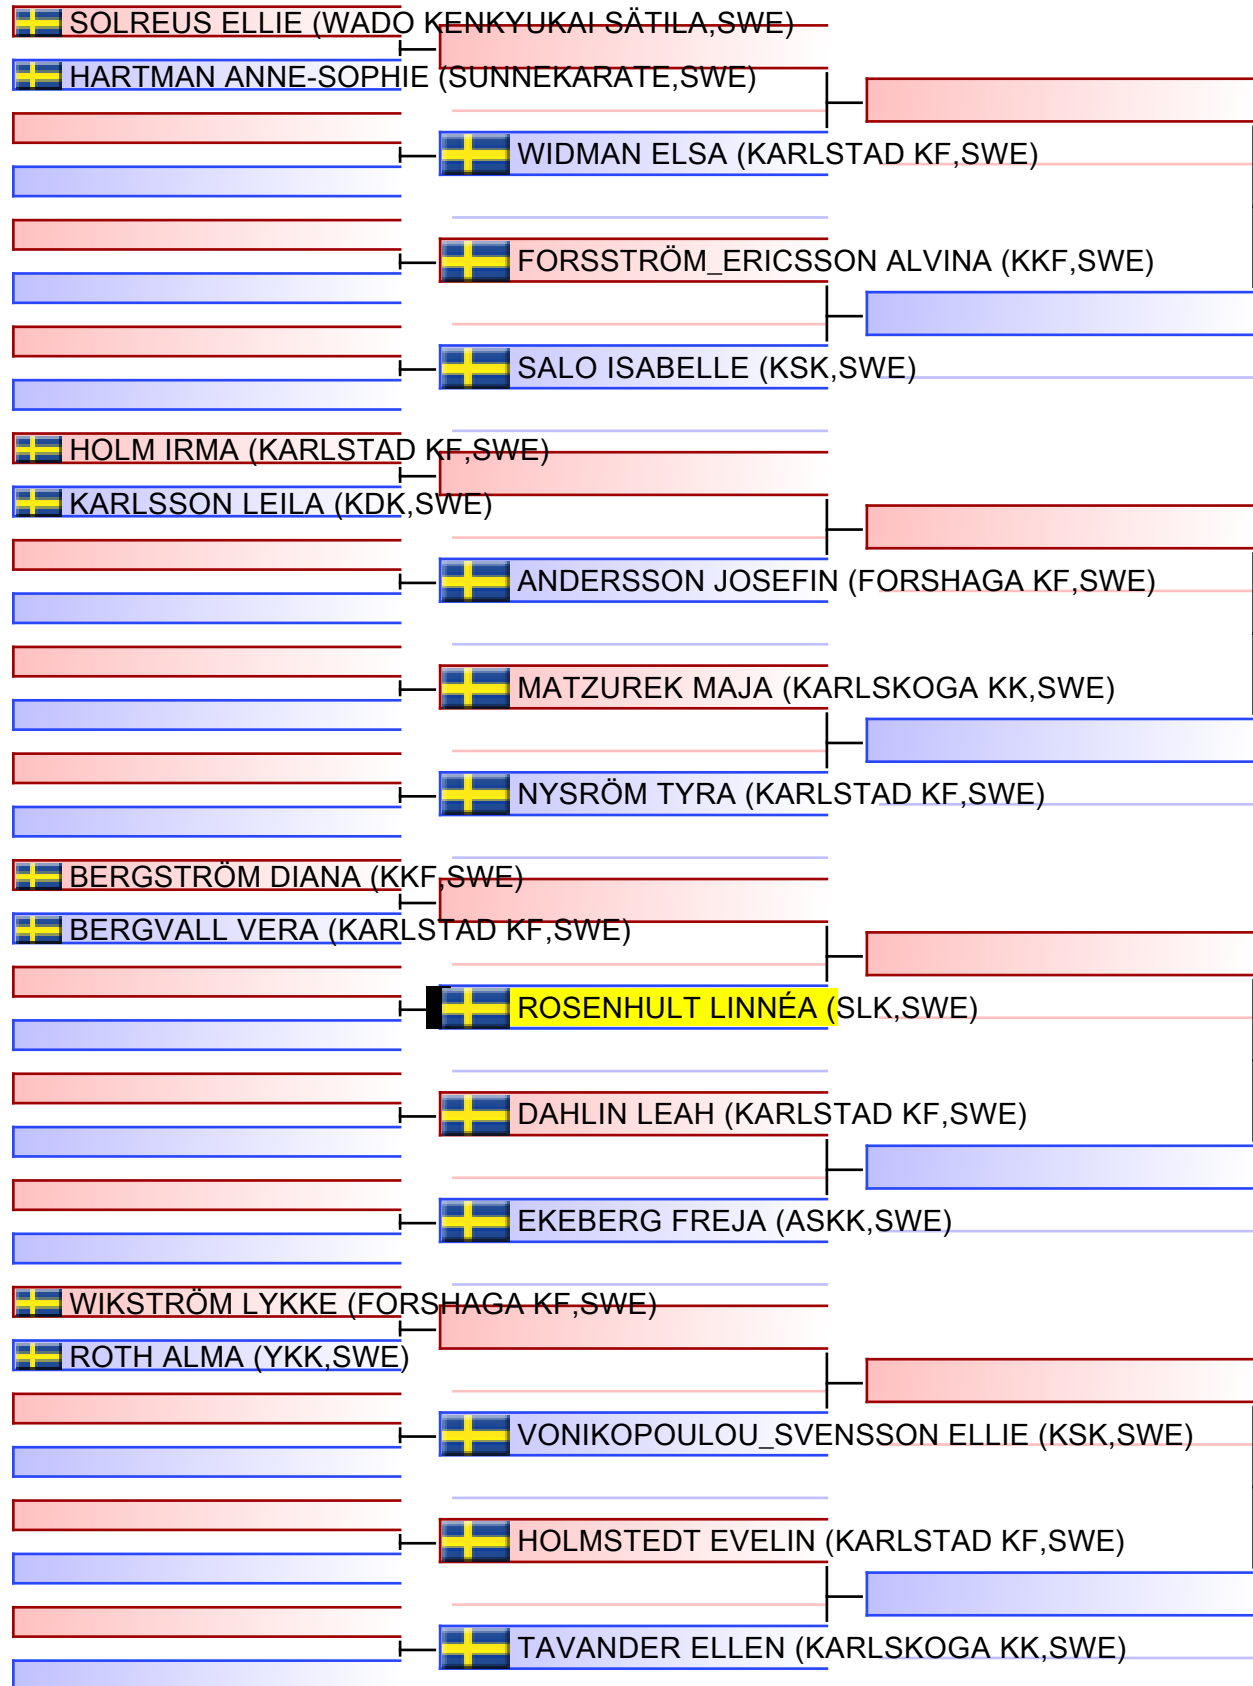 SOLREUS ELLIE (WADO KENKYUKAI SÄTILA,SWE)
HARTMAN ANNE-SOPHIE (SUNNEKARATE,SWE)
WIDMAN ELSA (KARLSTAD KF,SWE)
FORSSTRÖM_ERICSSON ALVINA (KKF,SWE)
SALO ISABELLE (KSK,SWE)
HOLM IRMA (KARLSTAD KF,SWE)
KARLSSON LEILA (KDK,SWE)
ANDERSSON JOSEFIN (FORSHAGA KF,SWE)
MATZUREK MAJA (KARLSKOGA KK,SWE)
NYSRÖM TYRA (KARLSTAD KF,SWE)
BERGSTRÖM DIANA (KKF,SWE)
BERGVALL VERA (KARLSTAD KF,SWE)
ROSENHULT LINNÉA (SLK,SWE)
DAHLIN LEAH (KARLSTAD KF,SWE)
EKEBERG FREJA (ASKK,SWE)
WIKSTRÖM LYKKE (FORSHAGA KF,SWE)
ROTH ALMA (YKK,SWE)
VONIKOPOULOU_SVENSSON ELLIE (KSK,SWE)
HOLMSTEDT EVELIN (KARLSTAD KF,SWE)
TAVANDER ELLEN (KARLSKOGA KK,SWE)